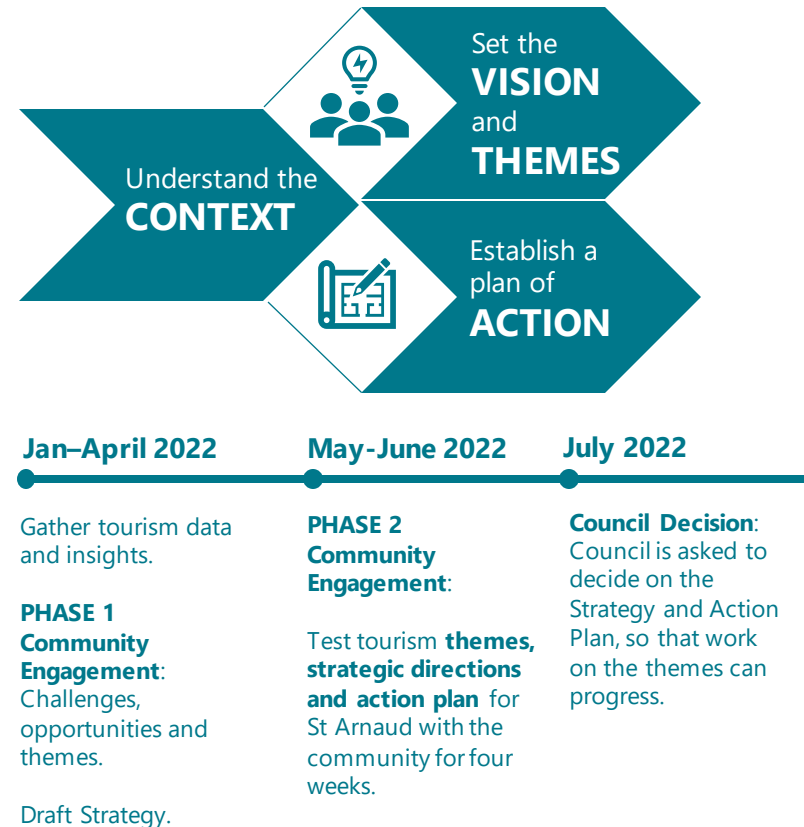 Set the
VISION
and
THEMES
Understand the
CONTEXT
Establish a
plan of
ACTION
Jan–April 2022
Gather tourism data
and insights.
PHASE 1
Community
Engagement:
Challenges,
opportunities and
themes.
Draft Strategy.
May-June 2022
PHASE 2
Community
Engagement:
Test tourism themes,
strategic directions
and action plan for
St Arnaud with the
community for four
weeks.
July 2022
Council Decision:
Council is asked to
decide on the
Strategy and Action
Plan, so that work
on the themes can
progress.